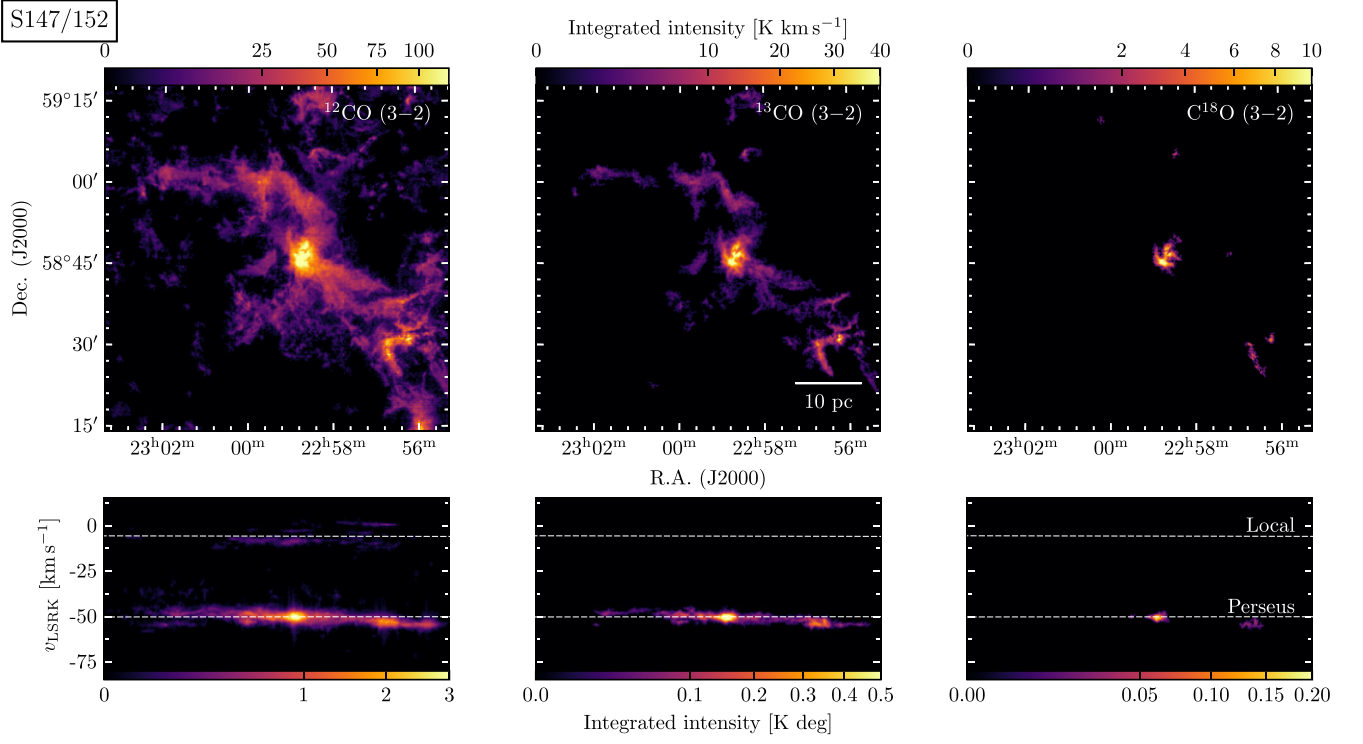 S147/152
Integrated intensity [K km s⁻¹]
0 25 50 75 100
0 10 20 30 40
0 2 4 6 8 10
¹²CO (3−2)
¹³CO (3−2)
C¹⁸O (3−2)
Dec. (J2000)
59°15′
00′
58°45′
30′
15′
10 pc
23ʰ02ᵐ 00ᵐ 22ʰ58ᵐ 56ᵐ
23ʰ02ᵐ 00ᵐ 22ʰ58ᵐ 56ᵐ
23ʰ02ᵐ 00ᵐ 22ʰ58ᵐ 56ᵐ
R.A. (J2000)
v_LSRK [km s⁻¹]
0
-25
-50
-75
Local
Perseus
0 1 2 3
0.0 0.1 0.2 0.3 0.4 0.5
0.00 0.05 0.10 0.15 0.20
Integrated intensity [K deg]